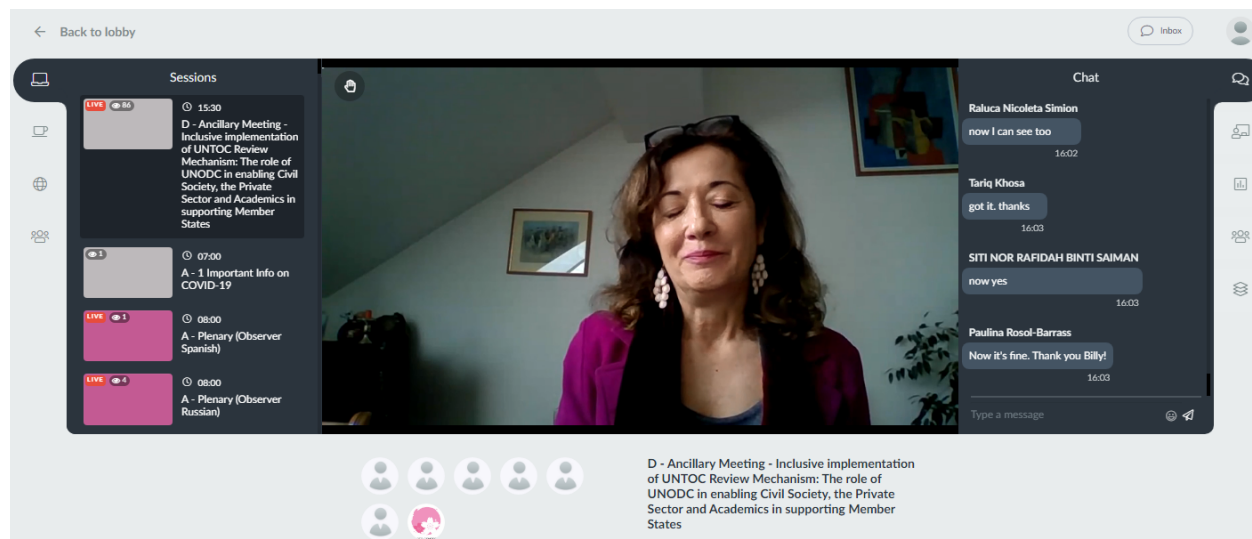 Back to lobby
Inbox
Sessions
LIVE 86
15:30
D - Ancillary Meeting -
Inclusive implementation
of UNTOC Review
Mechanism: The role of
UNODC in enabling Civil
Society, the Private
Sector and Academics in
supporting Member
States
1
07:00
A - 1 Important Info on
COVID-19
LIVE 1
08:00
A - Plenary (Observer
Spanish)
LIVE 4
08:00
A - Plenary (Observer
Russian)
Chat
Raluca Nicoleta Simion
now I can see too
16:02
Tariq Khosa
got it. thanks
16:03
SITI NOR RAFIDAH BINTI SAIMAN
now yes
16:03
Paulina Rosol-Barrass
Now it's fine. Thank you Billy!
16:03
Type a message
D - Ancillary Meeting - Inclusive implementation
of UNTOC Review Mechanism: The role of
UNODC in enabling Civil Society, the Private
Sector and Academics in supporting Member
States